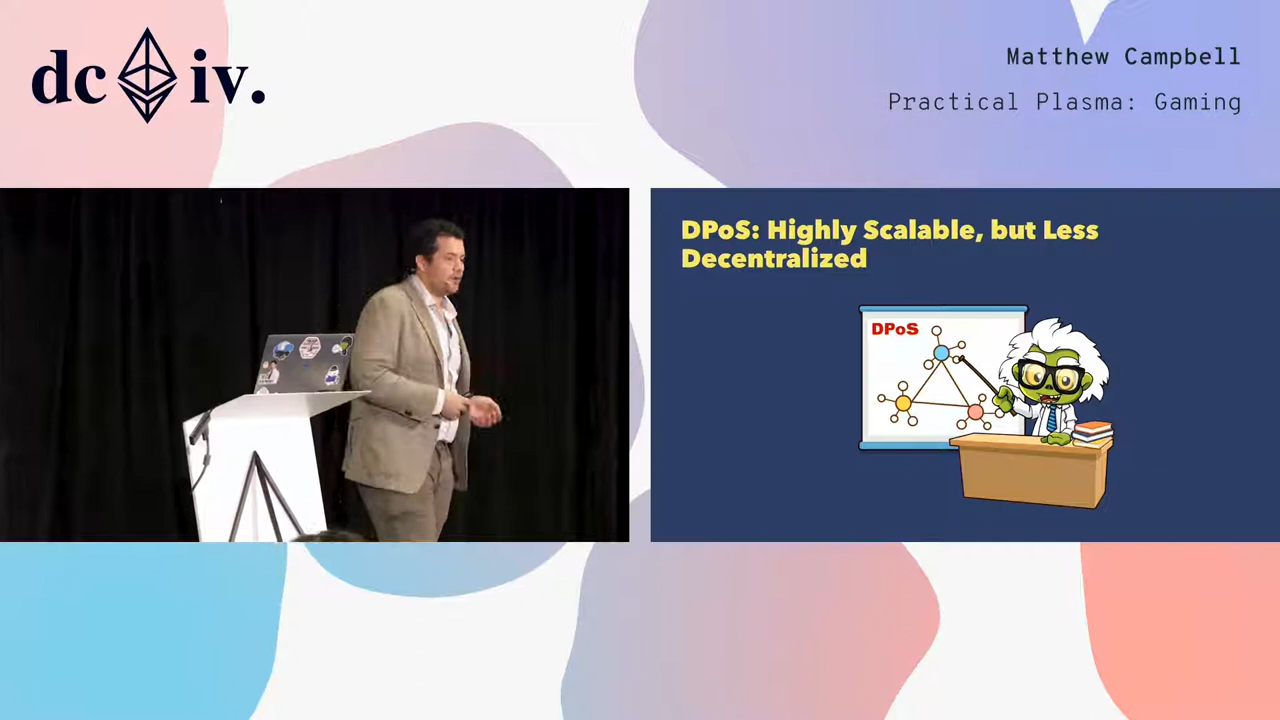 dc iv.
Matthew Campbell
Practical Plasma: Gaming
DPoS: Highly Scalable, but Less
Decentralized
DPoS